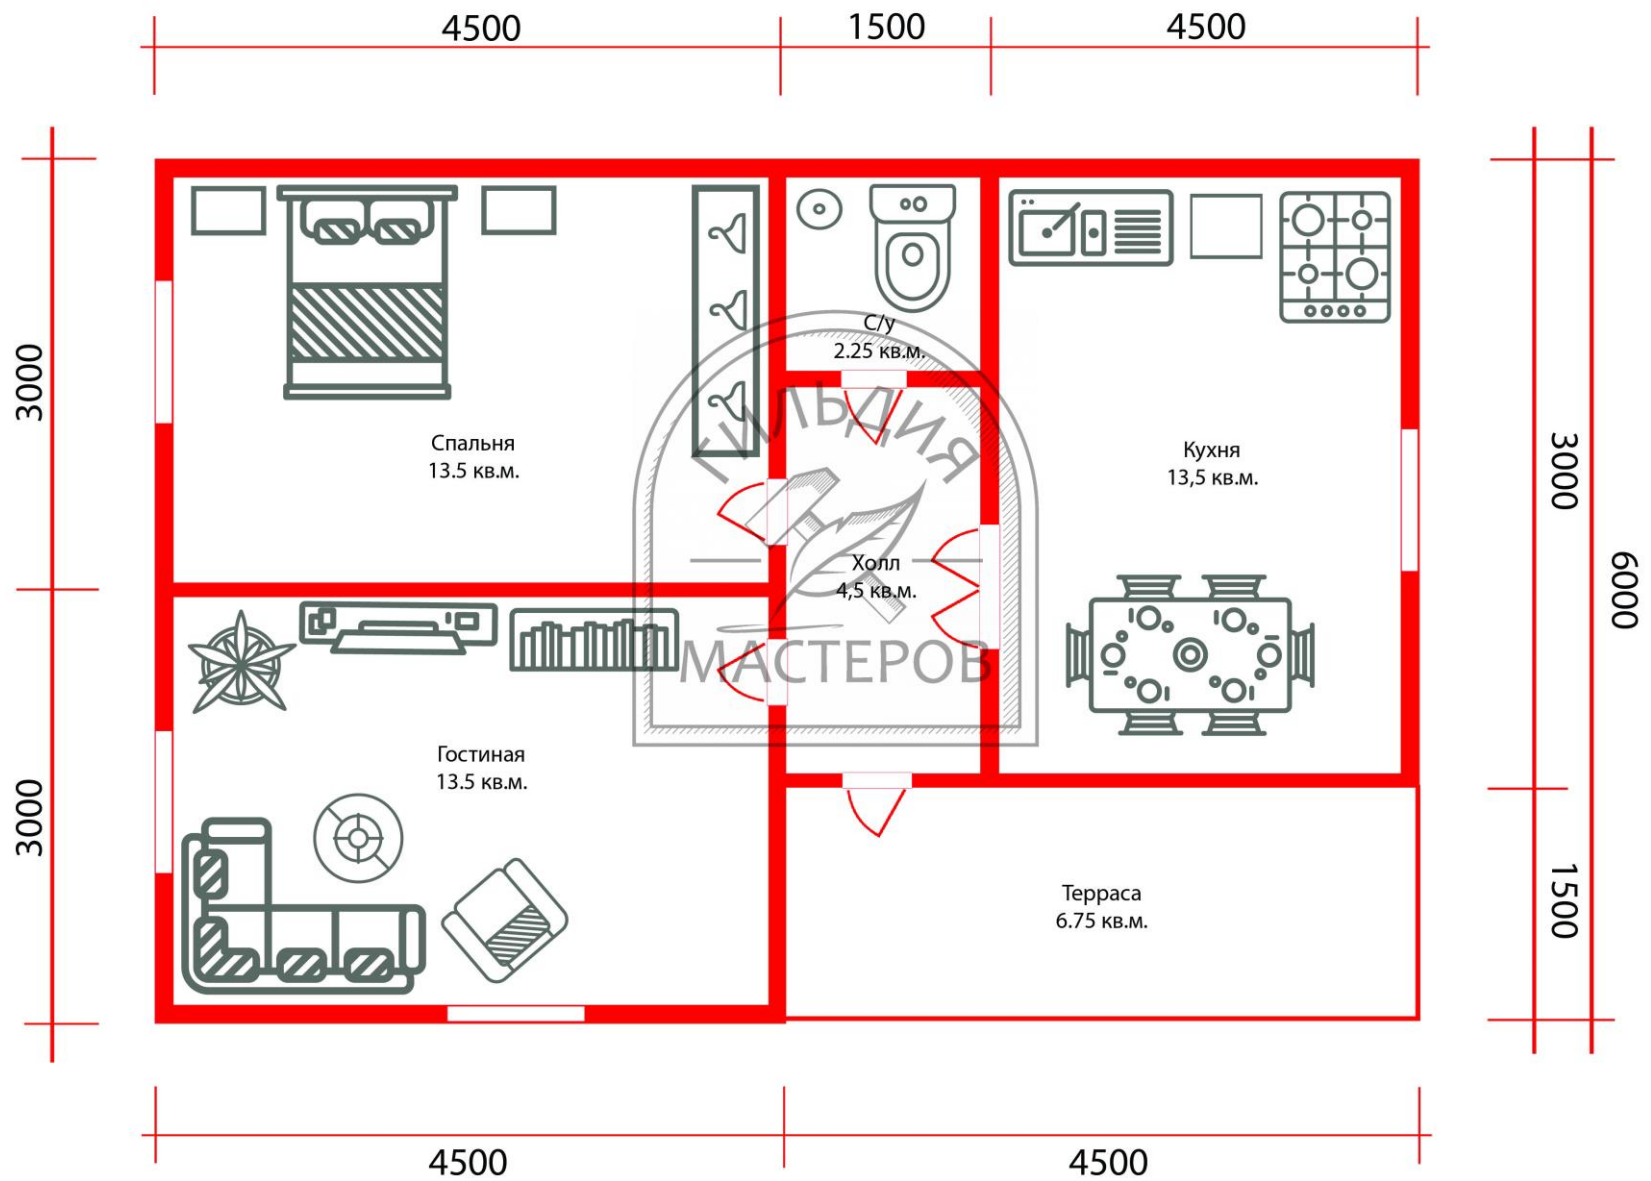 4500
1500
4500
3000
3000
3000
1500
6000
Спальня
13.5 кв.м.
С/у
2.25 кв.м.
Кухня
13,5 кв.м.
Холл
4,5 кв.м.
ГИЛЬДИЯ
МАСТЕРОВ
Гостиная
13.5 кв.м.
Терраса
6.75 кв.м.
4500
4500